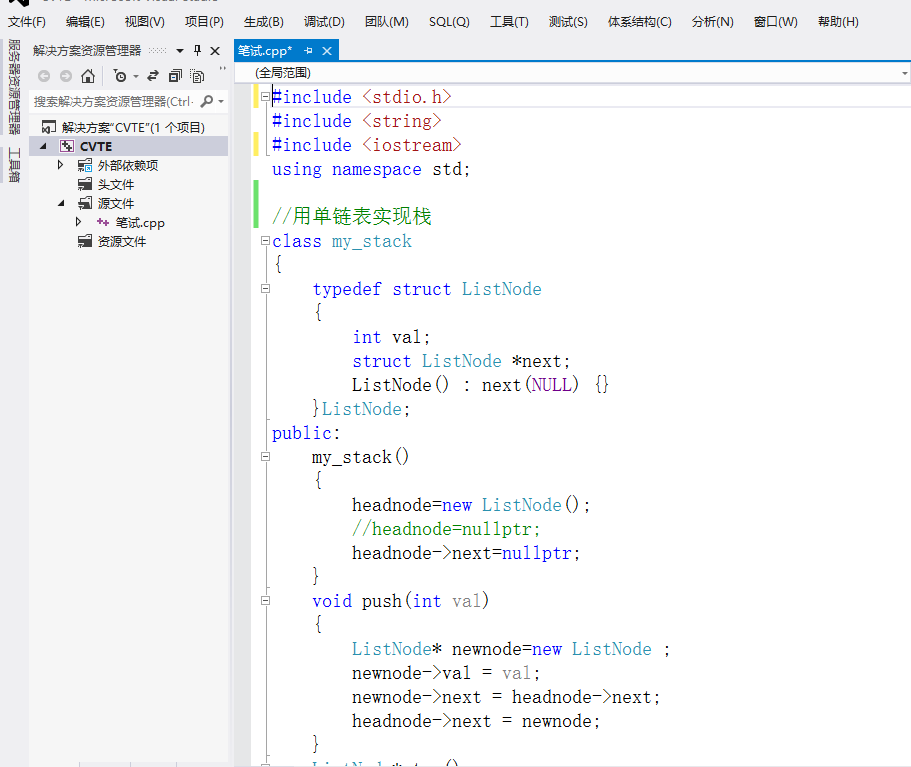 文件(F) 编辑(E) 视图(V) 项目(P) 生成(B) 调试(D) 团队(M) SQL(Q) 工具(T) 测试(S) 体系结构(C) 分析(N) 窗口(W) 帮助(H)
服务器资源管理器
工具箱
解决方案资源管理器
搜索解决方案资源管理器(Ctrl·
解决方案"CVTE"(1 个项目)
CVTE
外部依赖项
头文件
源文件
笔试.cpp
资源文件
笔试.cpp*
(全局范围)
#include <stdio.h>
#include <string>
#include <iostream>
using namespace std;
//用单链表实现栈
class my_stack
{
typedef struct ListNode
{
int val;
struct ListNode *next;
ListNode() : next(NULL) {}
}ListNode;
public:
my_stack()
{
headnode=new ListNode();
//headnode=nullptr;
headnode->next=nullptr;
}
void push(int val)
{
ListNode* newnode=new ListNode ;
newnode->val = val;
newnode->next = headnode->next;
headnode->next = newnode;
}